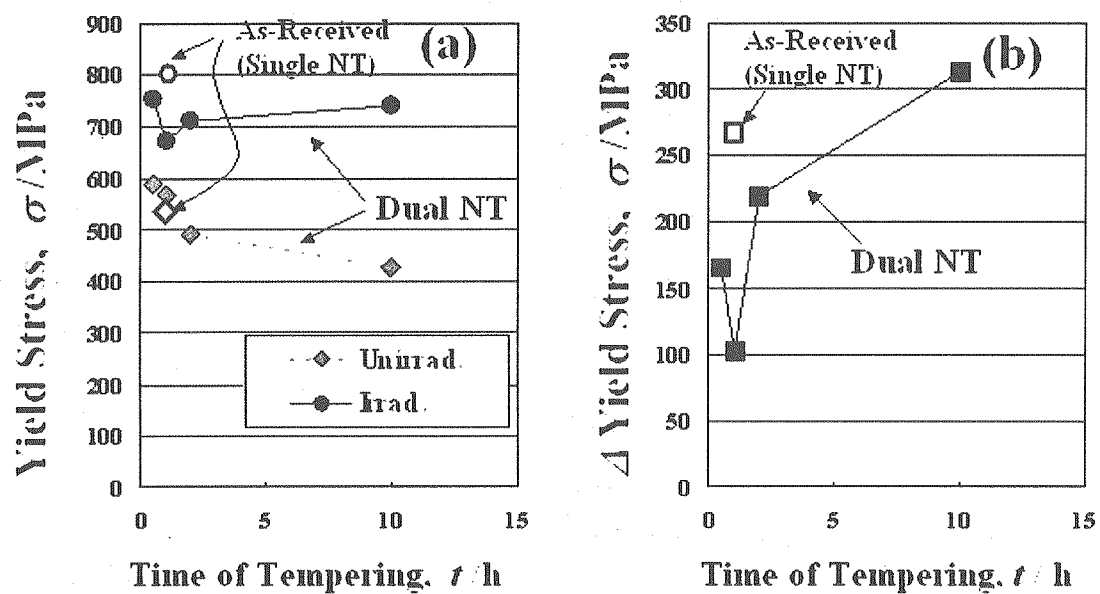 900
800
700
600
500
400
300
200
100
0
0
5
10
15
Yield Stress, σ/MPa
Time of Tempering, t / h
As-Received
(Single NT)
(a)
Dual NT
Unirrad.
Irrad.
350
300
250
200
150
100
50
0
0
5
10
15
Δ Yield Stress, σ/MPa
Time of Tempering, t / h
As-Received
(Single NT)
(b)
Dual NT